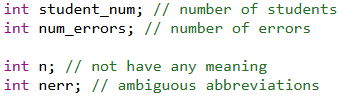 int student_num; // number of students
int num_errors; // number of errors
int n; // not have any meaning
int nerr; // ambiguous abbreviations